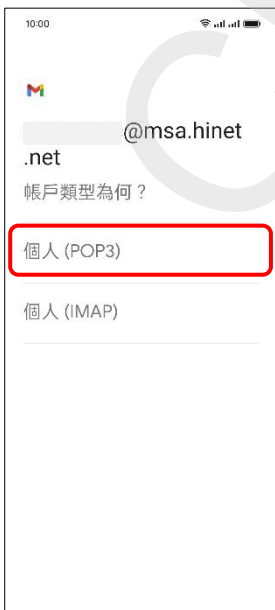 10:00
@msa.hinet
.net
帳戶類型為何？
個人 (POP3)
個人 (IMAP)